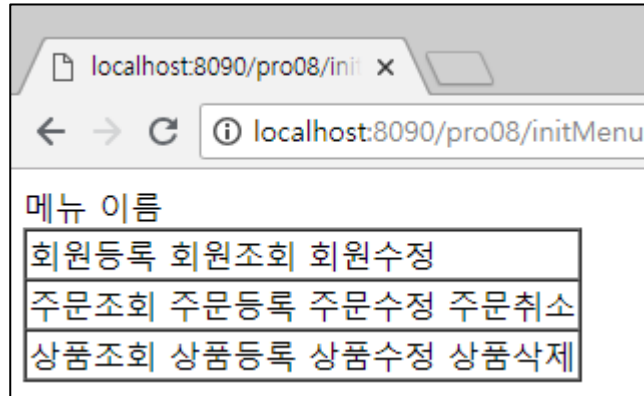 localhost:8090/pro08/init
localhost:8090/pro08/initMenu
메뉴 이름
회원등록 회원조회 회원수정
주문조회 주문등록 주문수정 주문취소
상품조회 상품등록 상품수정 상품삭제